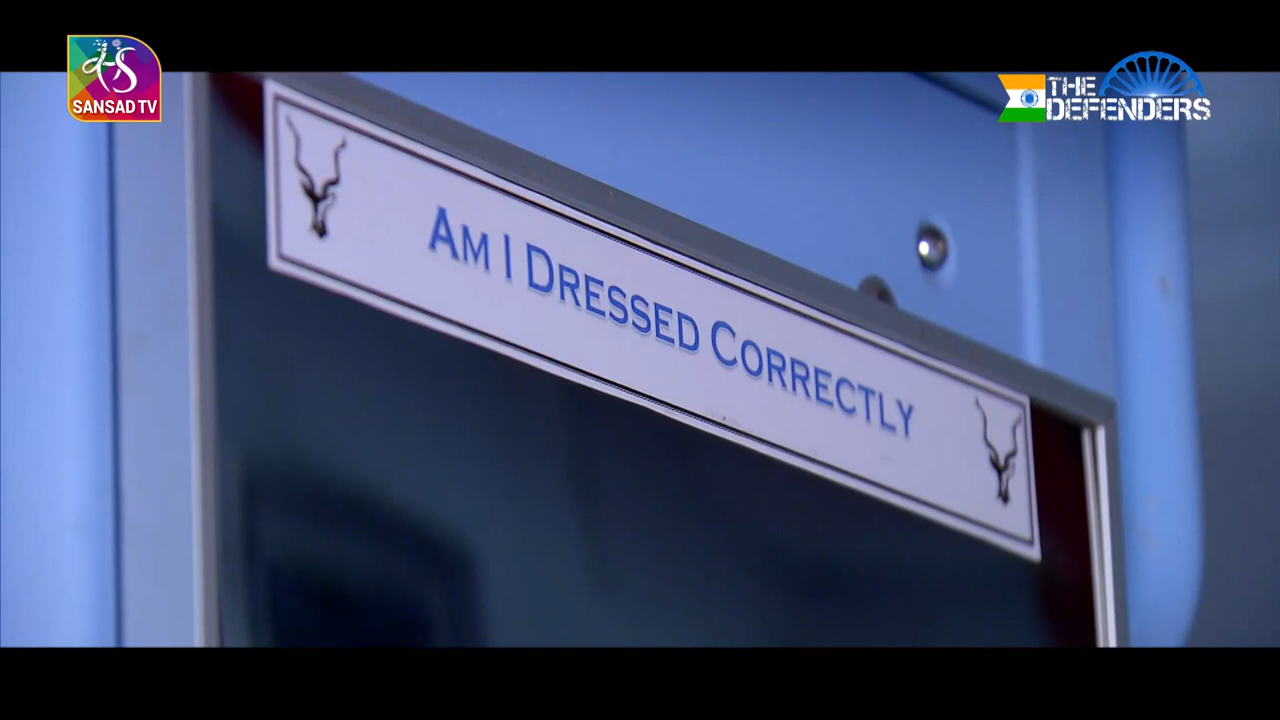 SANSAD TV
THE
DEFENDERS
AM I DRESSED CORRECTLY